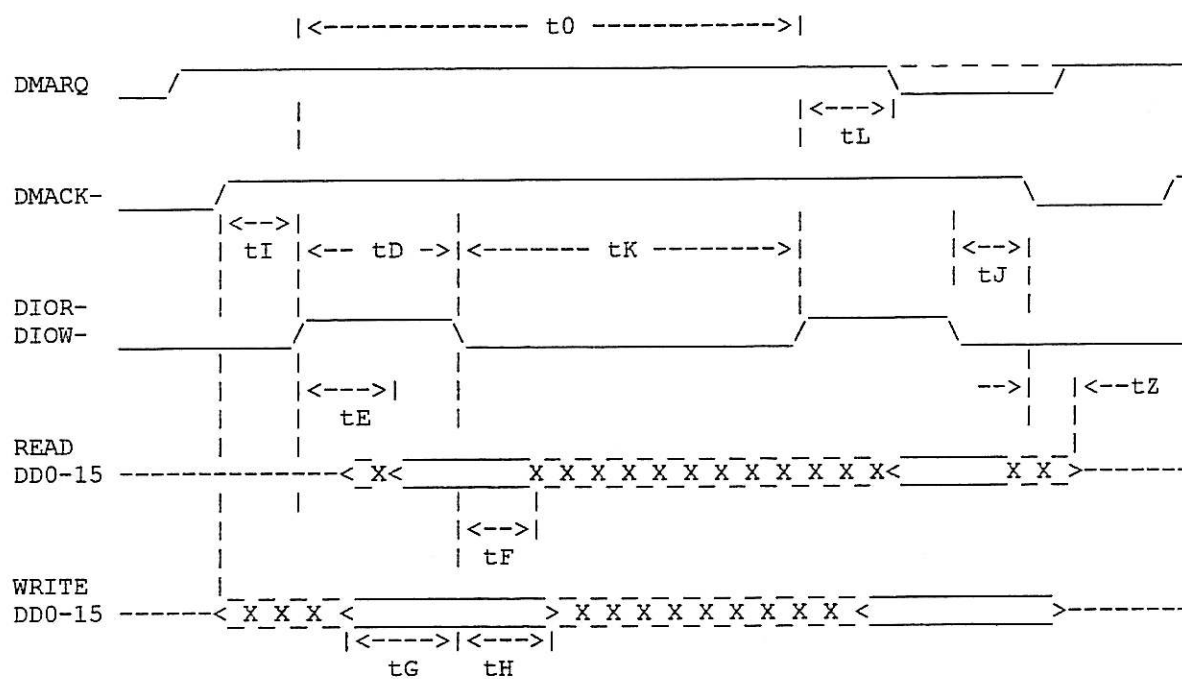 t0
DMARQ
tL
DMACK-
tI tD tK tJ
DIOR-
DIOW-
tE tZ
READ
DD0-15 X X X X X X X X X X X X X X X X
tF
WRITE
DD0-15 X X X X X X X X X X X X
tG tH